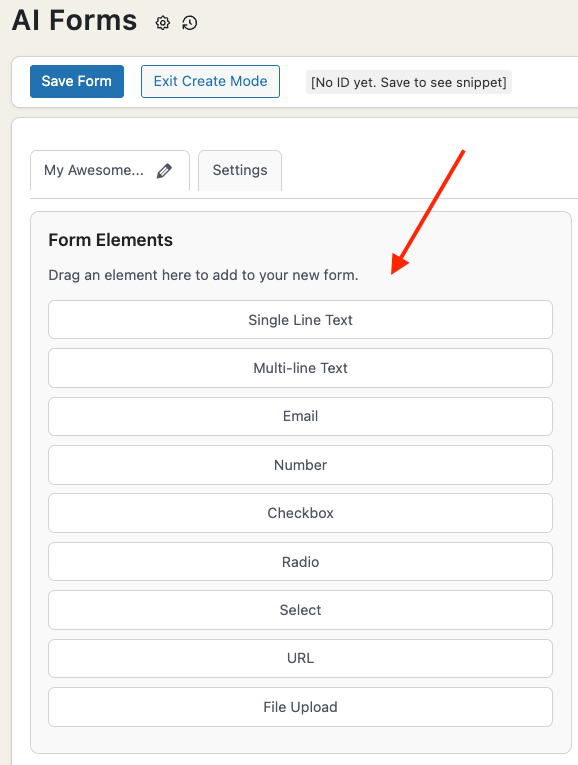 AI Forms
Save Form
Exit Create Mode
[No ID yet. Save to see snippet]
My Awesome...
Settings
Form Elements
Drag an element here to add to your new form.
Single Line Text
Multi-line Text
Email
Number
Checkbox
Radio
Select
URL
File Upload